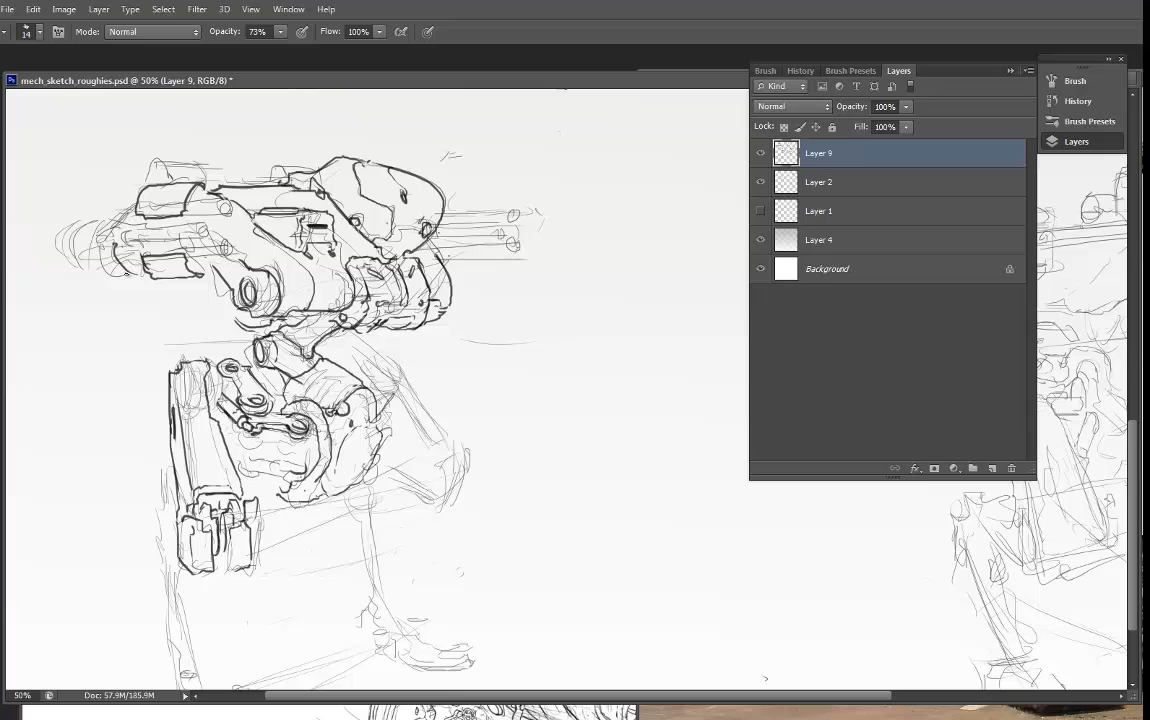 File Edit Image Layer Type Select Filter 3D View Window Help
14 Mode: Normal Opacity: 73% Flow: 100%
mech_sketch_roughies.psd @ 50% (Layer 9, RGB/8) *
Brush History Brush Presets Layers
Kind
Normal Opacity: 100%
Lock: Fill: 100%
Layer 9
Layer 2
Layer 1
Layer 4
Background
Brush
History
Brush Presets
Layers
50% Doc: 57.9M/185.9M